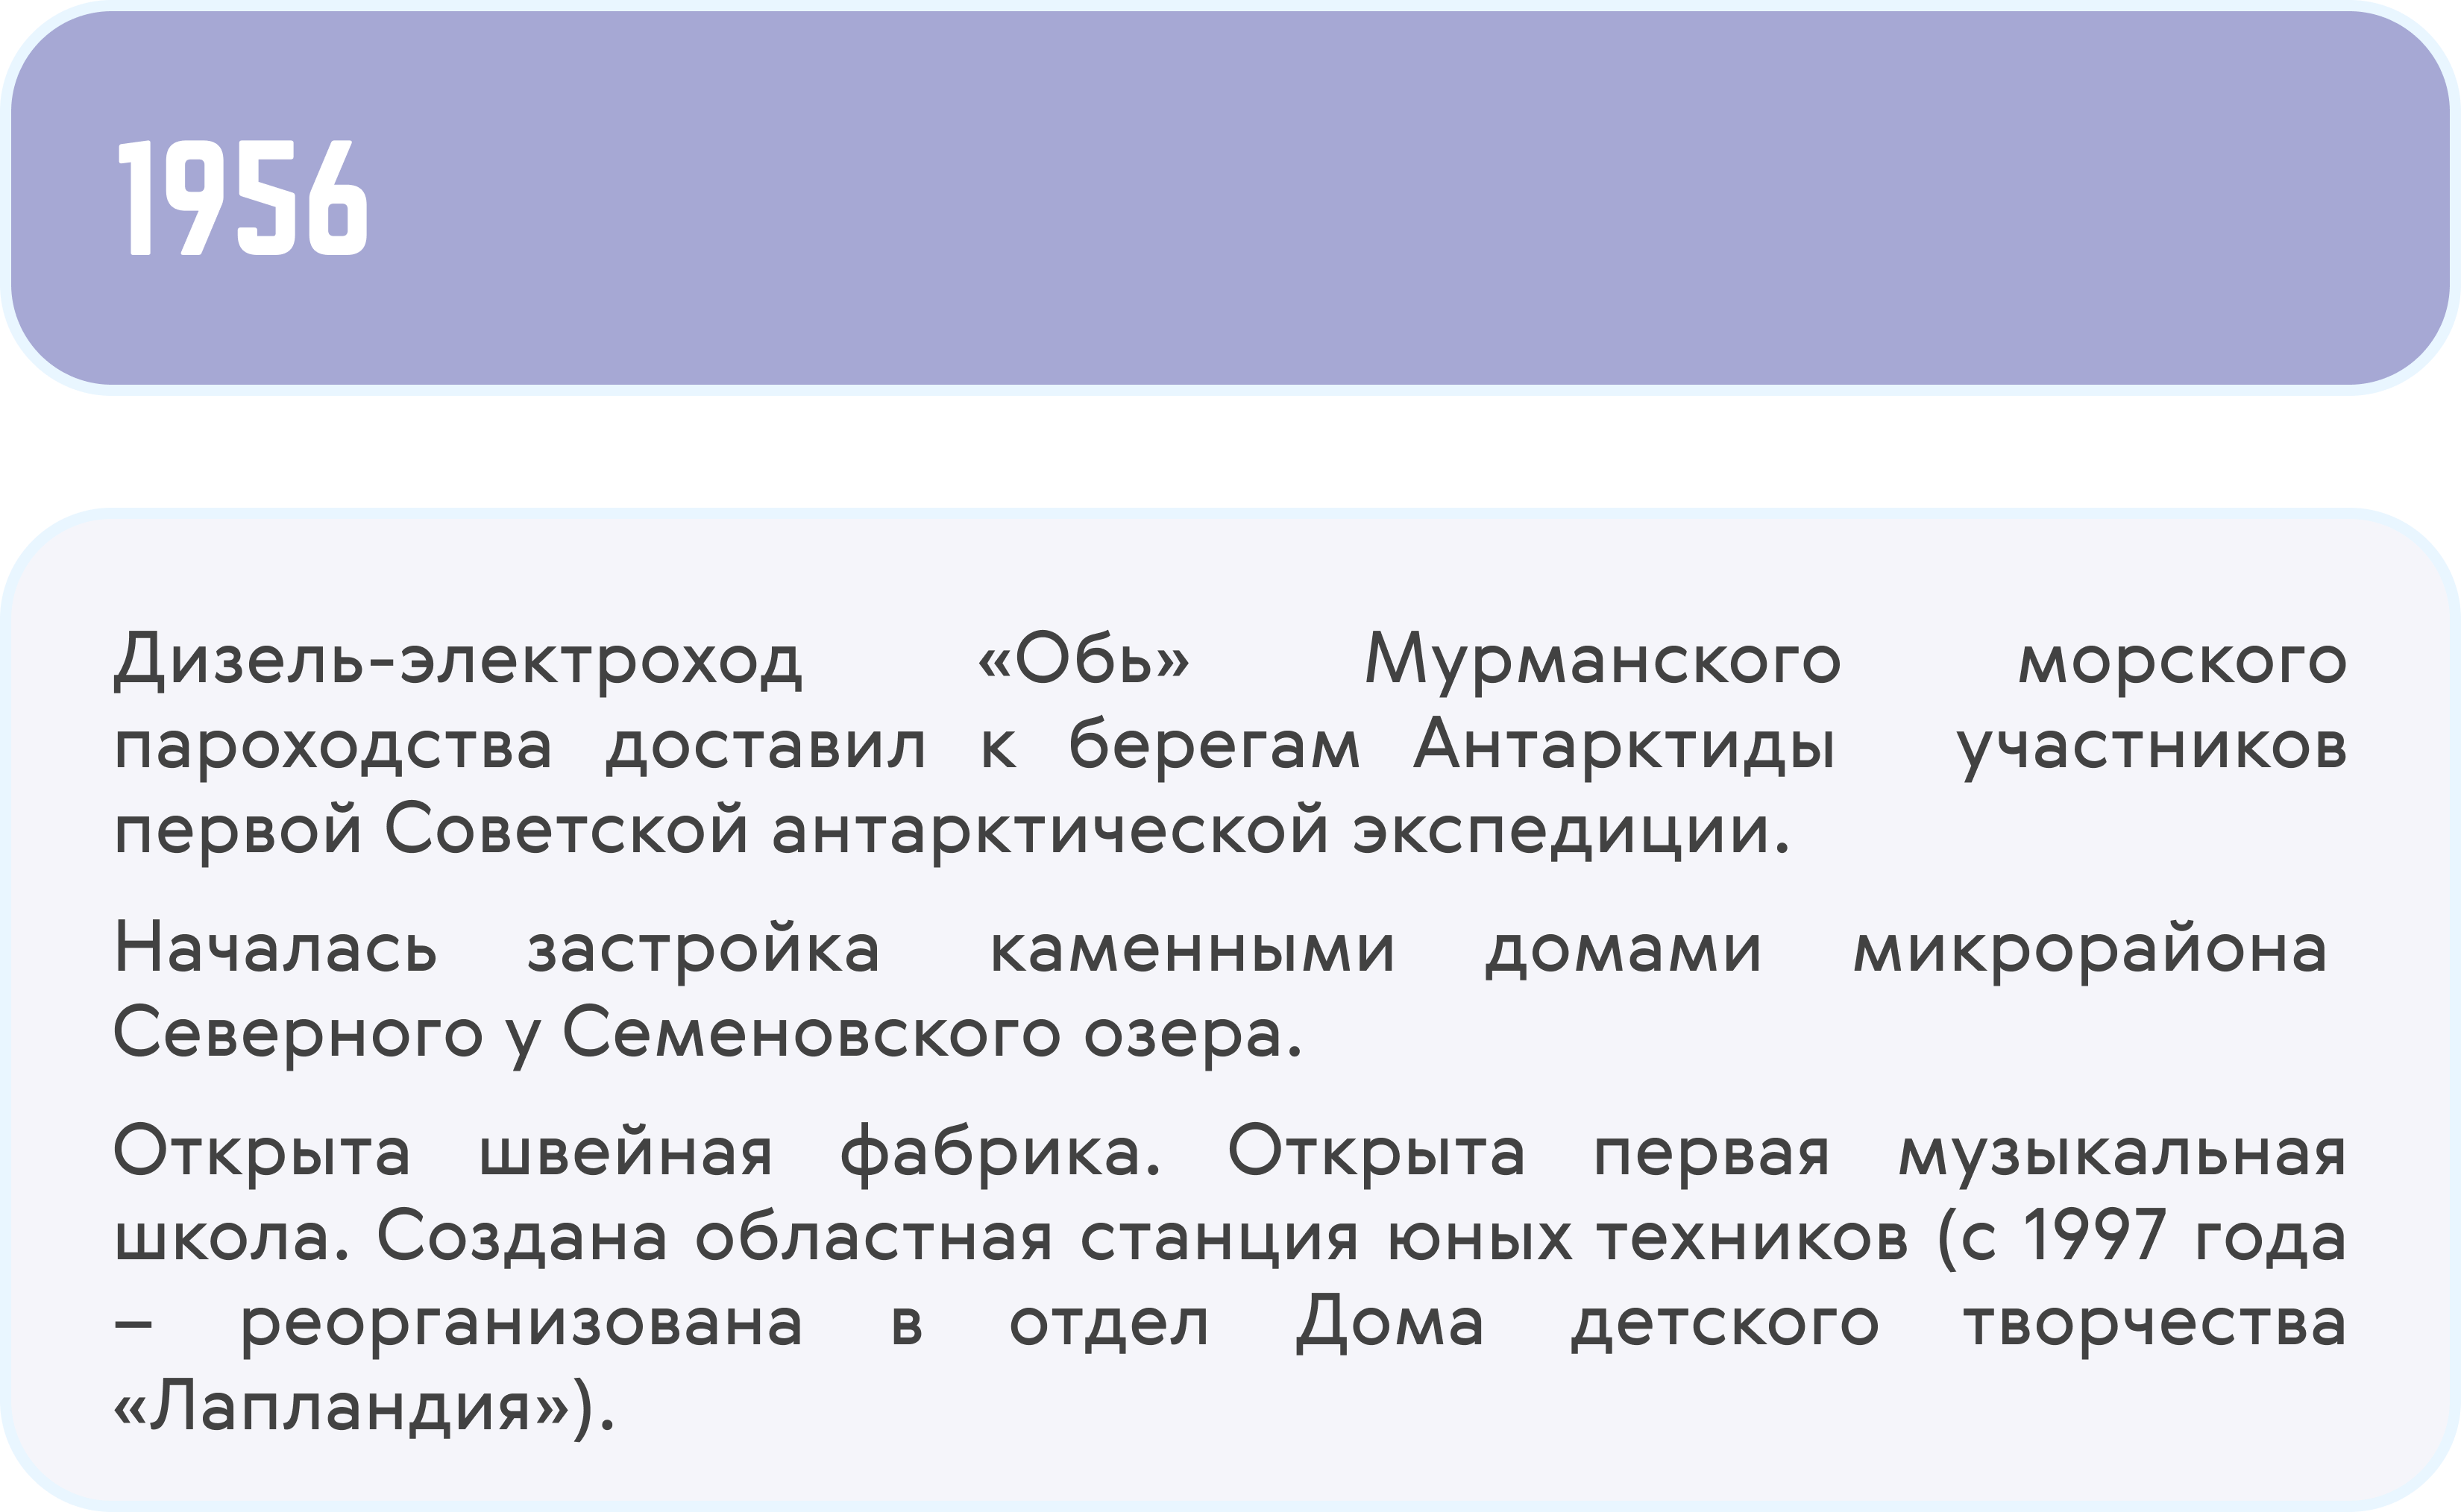 1956
Дизель-электроход «Обь» Мурманского морского
пароходства доставил к берегам Антарктиды участников
первой Советской антарктической экспедиции.
Началась застройка каменными домами микрорайона
Северного у Семеновского озера.
Открыта швейная фабрика. Открыта первая музыкальная
школа. Создана областная станция юных техников (с 1997 года
– реорганизована в отдел Дома детского творчества
«Лапландия»).